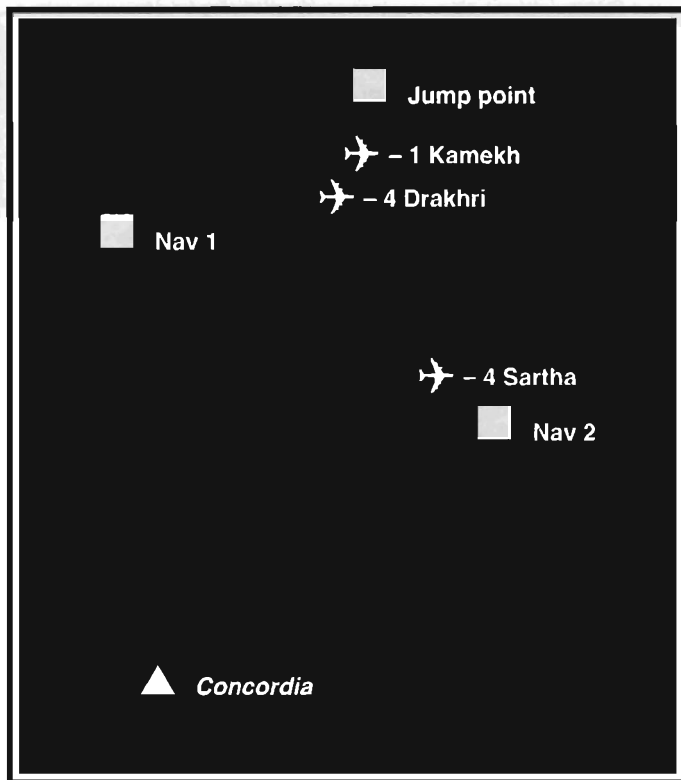 Jump point
– 1 Kamekh
– 4 Drakhri
Nav 1
– 4 Sartha
Nav 2
Concordia